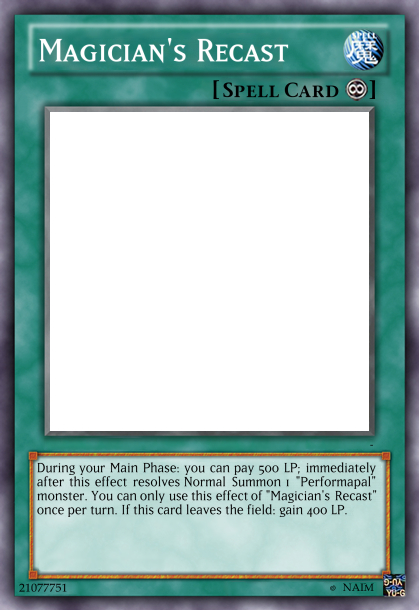 MAGICIAN'S RECAST
魔
[SPELL CARD ]
During your Main Phase: you can pay 500 LP; immediately
after this effect resolves Normal Summon 1 "Performapal"
monster. You can only use this effect of "Magician's Recast"
once per turn. If this card leaves the field: gain 400 LP.
21077751
NAIM
YU-G